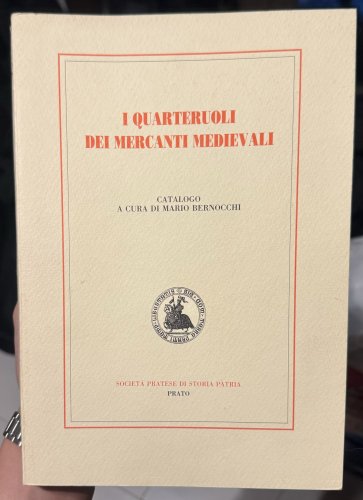 I QUARTERUOLI
DEI MERCANTI MEDIEVALI
CATALOGO
A CURA DI MARIO BERNOCCHI
SOCIETÀ PRATESE DI STORIA PATRIA
PRATO